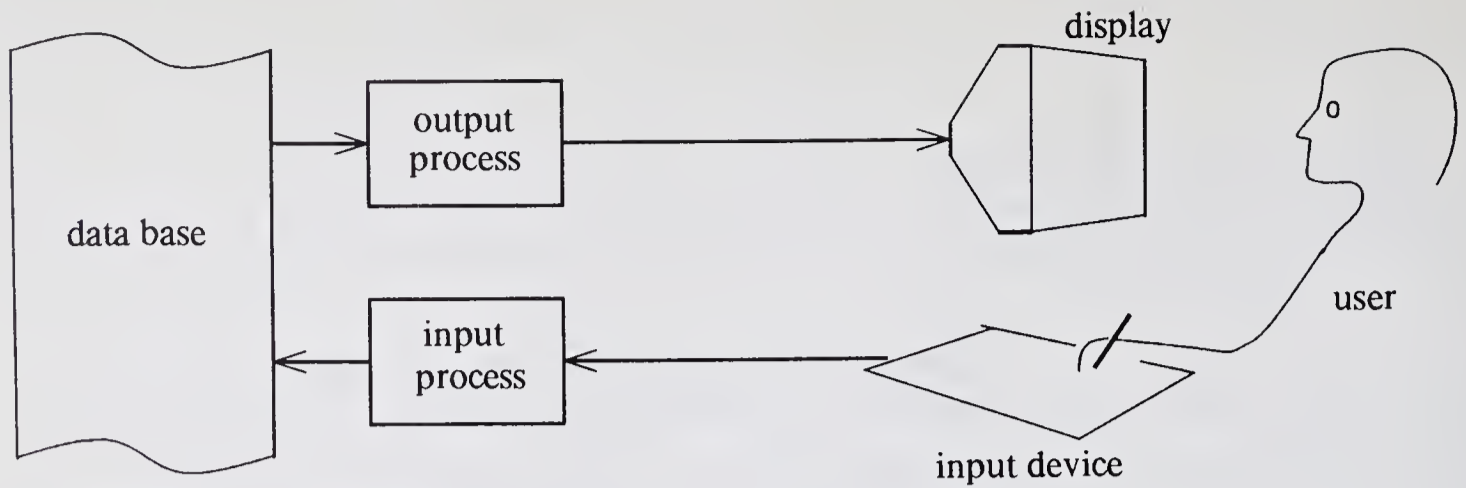 display
output
process
data base
user
input
process
input device